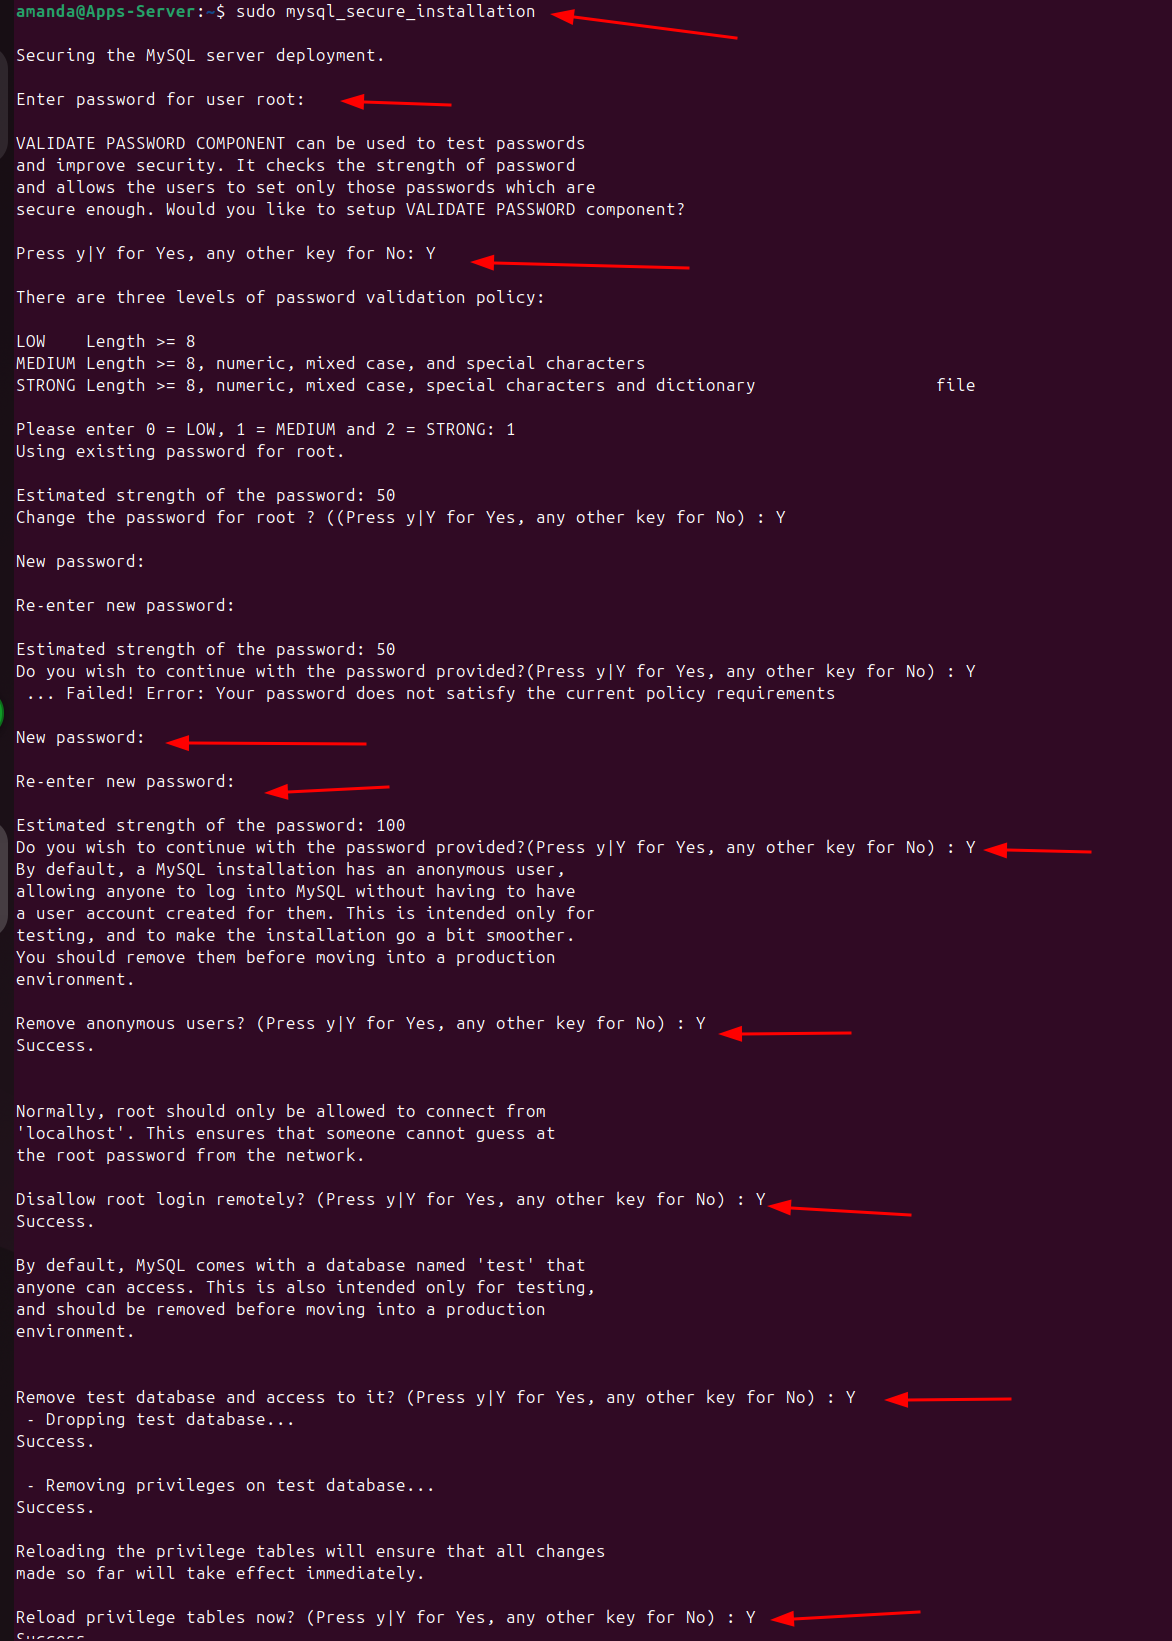 amanda@Apps-Server:~$ sudo mysql_secure_installation
Securing the MySQL server deployment.
Enter password for user root:
VALIDATE PASSWORD COMPONENT can be used to test passwords
and improve security. It checks the strength of password
and allows the users to set only those passwords which are
secure enough. Would you like to setup VALIDATE PASSWORD component?
Press y|Y for Yes, any other key for No: Y
There are three levels of password validation policy:
LOW    Length >= 8
MEDIUM Length >= 8, numeric, mixed case, and special characters
STRONG Length >= 8, numeric, mixed case, special characters and dictionary                  file
Please enter 0 = LOW, 1 = MEDIUM and 2 = STRONG: 1
Using existing password for root.
Estimated strength of the password: 50
Change the password for root ? ((Press y|Y for Yes, any other key for No) : Y
New password:
Re-enter new password:
Estimated strength of the password: 50
Do you wish to continue with the password provided?(Press y|Y for Yes, any other key for No) : Y
 ... Failed! Error: Your password does not satisfy the current policy requirements
New password:
Re-enter new password:
Estimated strength of the password: 100
Do you wish to continue with the password provided?(Press y|Y for Yes, any other key for No) : Y
By default, a MySQL installation has an anonymous user,
allowing anyone to log into MySQL without having to have
a user account created for them. This is intended only for
testing, and to make the installation go a bit smoother.
You should remove them before moving into a production
environment.
Remove anonymous users? (Press y|Y for Yes, any other key for No) : Y
Success.
Normally, root should only be allowed to connect from
'localhost'. This ensures that someone cannot guess at
the root password from the network.
Disallow root login remotely? (Press y|Y for Yes, any other key for No) : Y
Success.
By default, MySQL comes with a database named 'test' that
anyone can access. This is also intended only for testing,
and should be removed before moving into a production
environment.
Remove test database and access to it? (Press y|Y for Yes, any other key for No) : Y
 - Dropping test database...
Success.
 - Removing privileges on test database...
Success.
Reloading the privilege tables will ensure that all changes
made so far will take effect immediately.
Reload privilege tables now? (Press y|Y for Yes, any other key for No) : Y
Success.